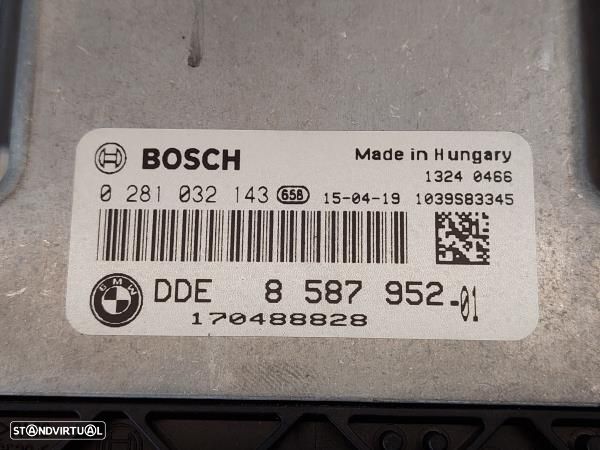 BOSCH Made in Hungary
1324 0466
0 281 032 143 658 15-04-19 1039S83345
BMW DDE 8 587 952-01
170488828
STANDVIRTUAL